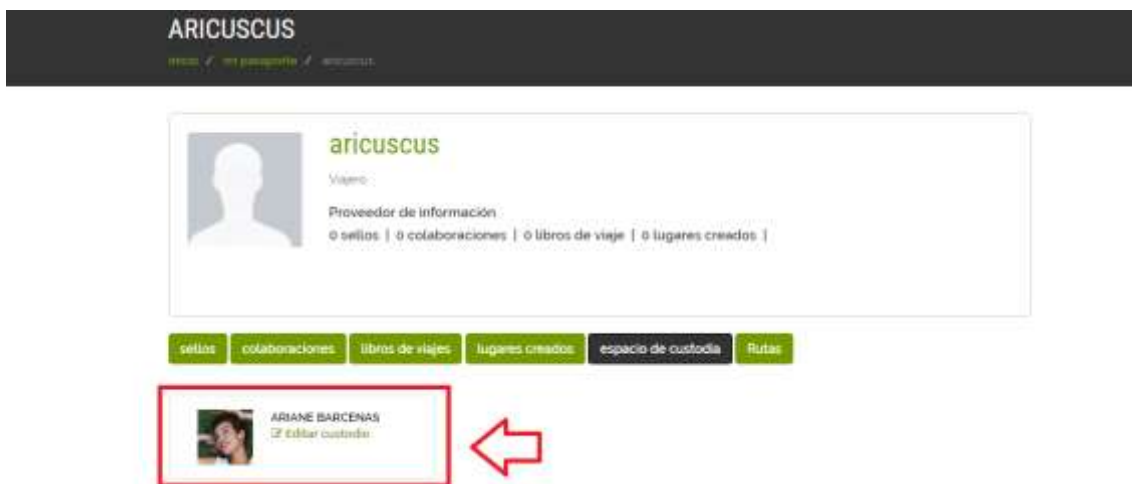 ARICUSCUS
inicio / mi pasaporte / aricuscus
aricuscus
Viajero
Proveedor de información
0 sellos | 0 colaboraciones | 0 libros de viaje | 0 lugares creados |
sellos colaboraciones libros de viajes lugares creados espacio de custodia Rutas
ARIANE BARCENAS
Editar custodio